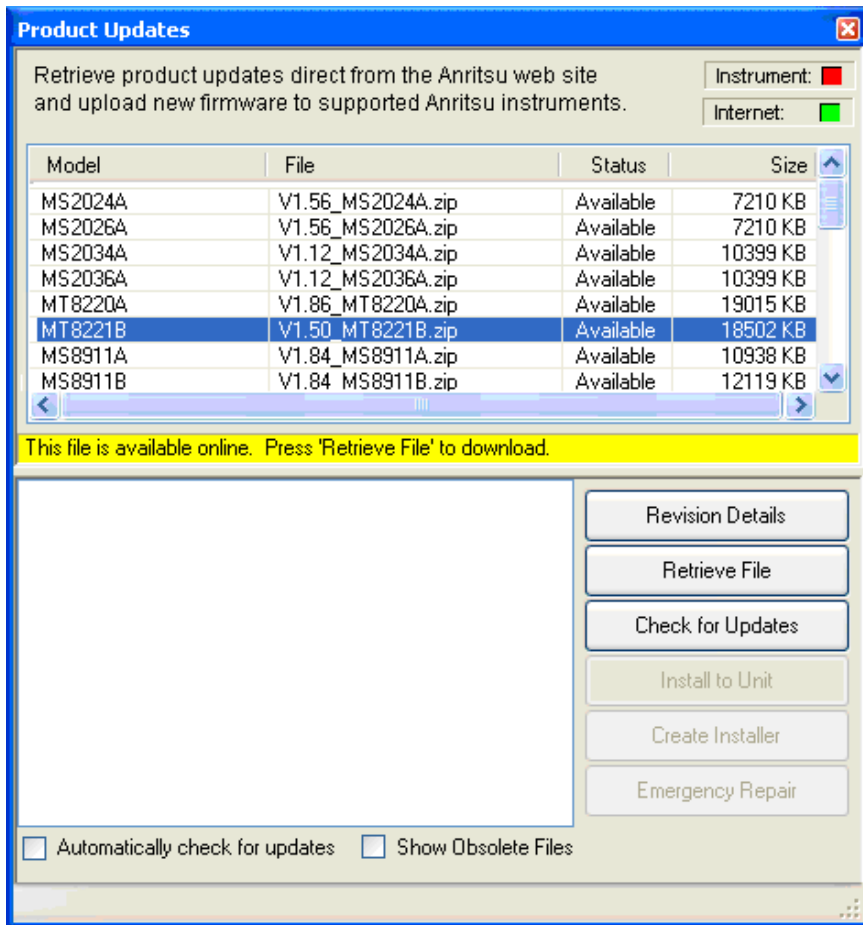 Product Updates
Retrieve product updates direct from the Anritsu web site
and upload new firmware to supported Anritsu instruments.
Instrument:
Internet:
Model File Status Size
MS2024A V1.56_MS2024A.zip Available 7210 KB
MS2026A V1.56_MS2026A.zip Available 7210 KB
MS2034A V1.12_MS2034A.zip Available 10399 KB
MS2036A V1.12_MS2036A.zip Available 10399 KB
MT8220A V1.86_MT8220A.zip Available 19015 KB
MT8221B V1.50_MT8221B.zip Available 18502 KB
MS8911A V1.84_MS8911A.zip Available 10938 KB
MS8911B V1.84_MS8911B.zip Available 12119 KB
This file is available online.  Press 'Retrieve File' to download.
Revision Details
Retrieve File
Check for Updates
Install to Unit
Create Installer
Emergency Repair
Automatically check for updates Show Obsolete Files